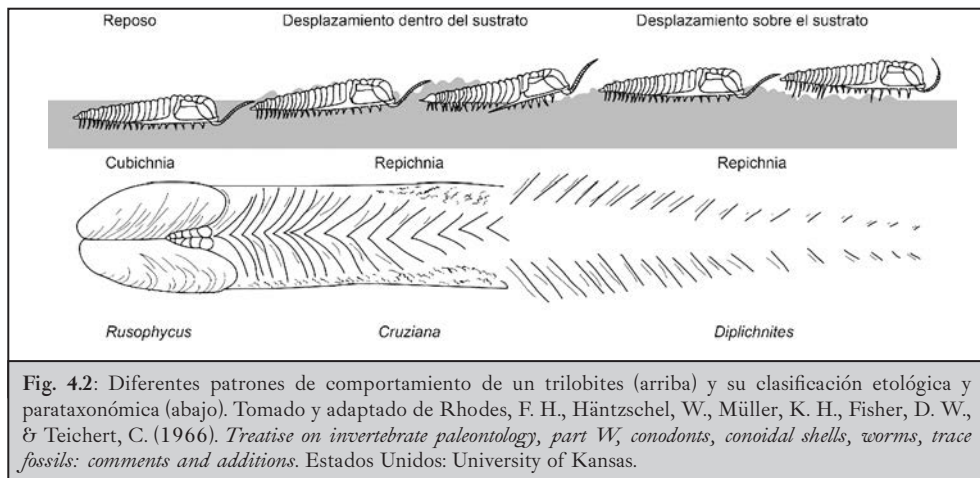 Reposo Desplazamiento dentro del sustrato Desplazamiento sobre el sustrato
Cubichnia Repichnia Repichnia
Rusophycus Cruziana Diplichnites
Fig. 4.2: Diferentes patrones de comportamiento de un trilobites (arriba) y su clasificación etológica y
parataxonómica (abajo). Tomado y adaptado de Rhodes, F. H., Häntzschel, W., Müller, K. H., Fisher, D. W.,
& Teichert, C. (1966). Treatise on invertebrate paleontology, part W, conodonts, conoidal shells, worms, trace
fossils: comments and additions. Estados Unidos: University of Kansas.